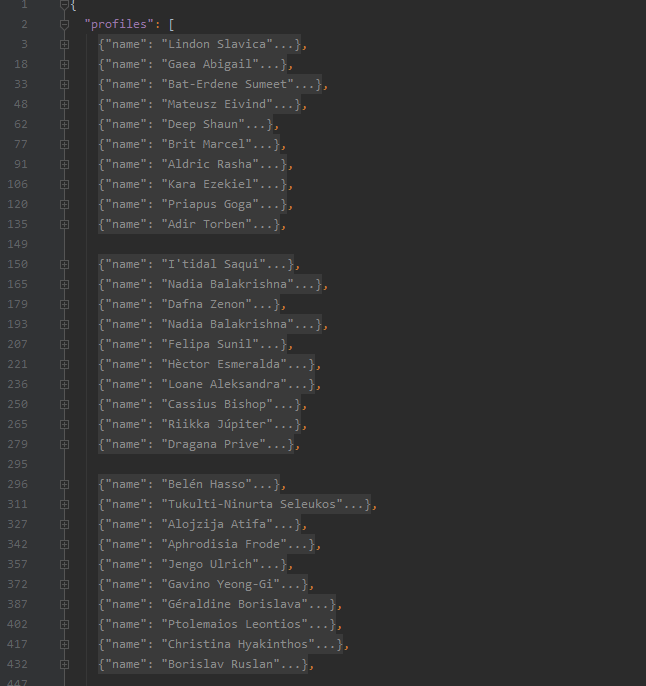 1 {
2 "profiles": [
3 {"name": "Lindon Slavica"...},
18 {"name": "Gaea Abigail"...},
33 {"name": "Bat-Erdene Sumeet"...},
48 {"name": "Mateusz Eivind"...},
62 {"name": "Deep Shaun"...},
77 {"name": "Brit Marcel"...},
91 {"name": "Aldric Rasha"...},
106 {"name": "Kara Ezekiel"...},
120 {"name": "Priapus Goga"...},
135 {"name": "Adir Torben"...},
149
150 {"name": "I'tidal Saqui"...},
165 {"name": "Nadia Balakrishna"...},
179 {"name": "Dafna Zenon"...},
193 {"name": "Nadia Balakrishna"...},
207 {"name": "Felipa Sunil"...},
221 {"name": "Hèctor Esmeralda"...},
236 {"name": "Loane Aleksandra"...},
250 {"name": "Cassius Bishop"...},
265 {"name": "Riikka Júpiter"...},
279 {"name": "Dragana Prive"...},
295
296 {"name": "Belén Hasso"...},
311 {"name": "Tukulti-Ninurta Seleukos"...},
327 {"name": "Alojzija Atifa"...},
342 {"name": "Aphrodisia Frode"...},
357 {"name": "Jengo Ulrich"...},
372 {"name": "Gavino Yeong-Gi"...},
387 {"name": "Géraldine Borislava"...},
402 {"name": "Ptolemaios Leontios"...},
417 {"name": "Christina Hyakinthos"...},
432 {"name": "Borislav Ruslan"...},
447